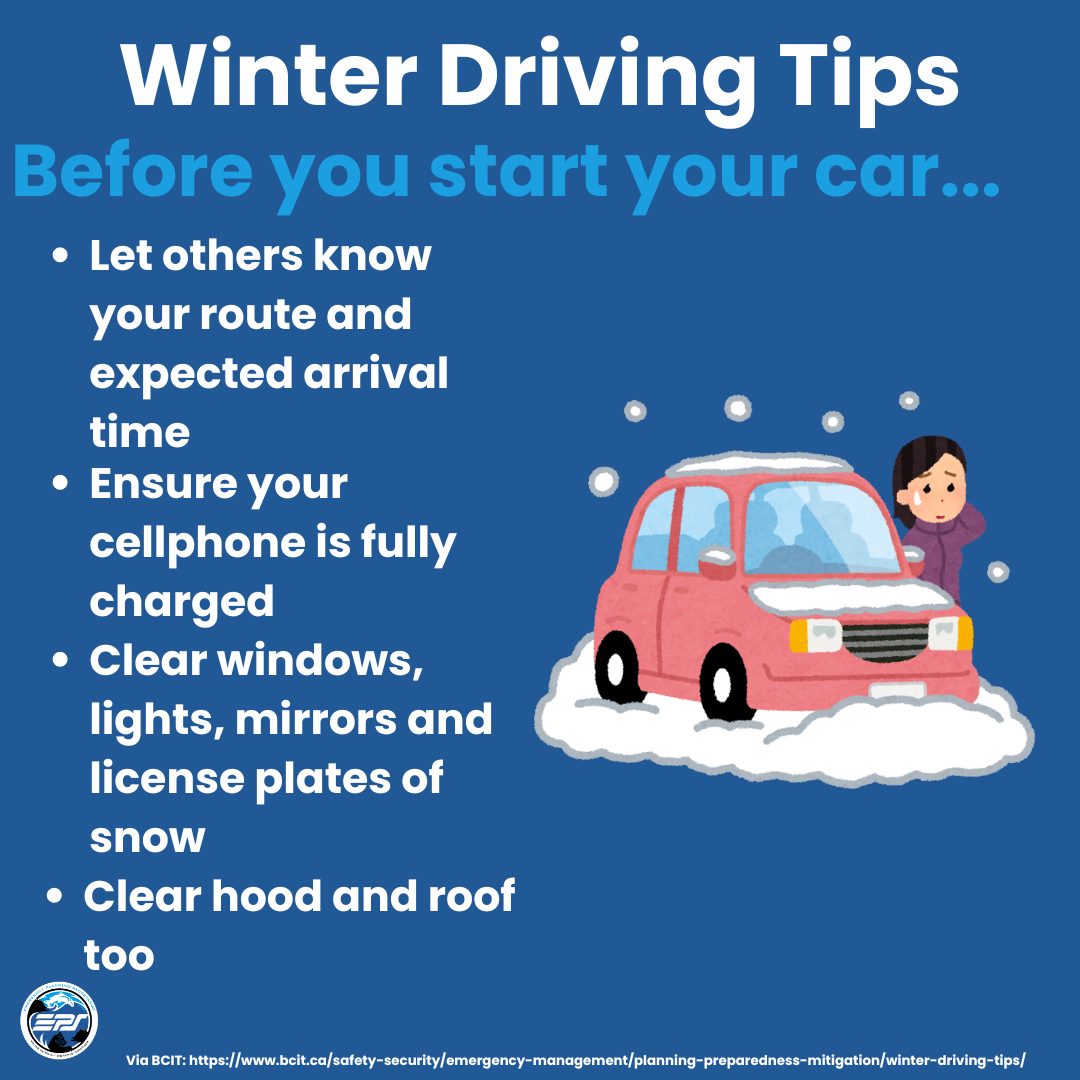 Winter Driving Tips
Before you start your car...
• Let others know
your route and
expected arrival
time
• Ensure your
cellphone is fully
charged
• Clear windows,
lights, mirrors and
license plates of
snow
• Clear hood and roof
too
EPS
Via BCIT: https://www.bcit.ca/safety-security/emergency-management/planning-preparedness-mitigation/winter-driving-tips/